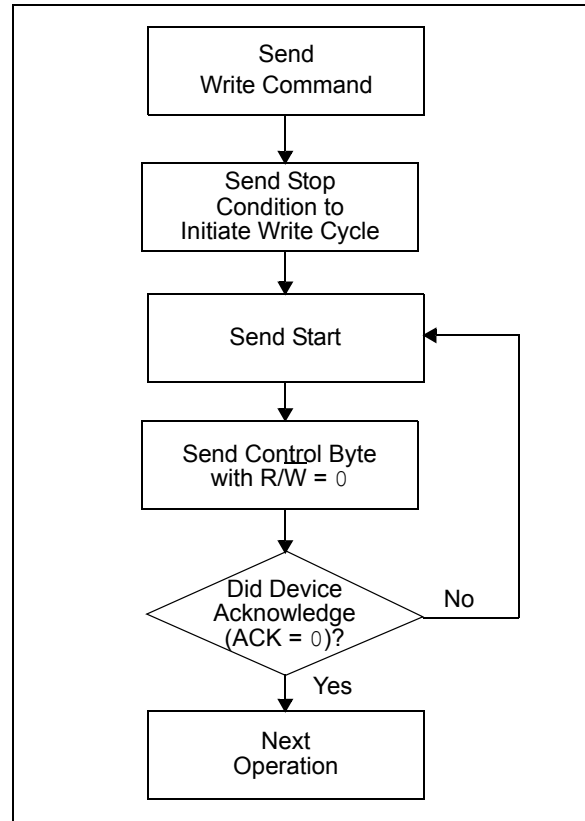 Send
Write Command
Send Stop
Condition to
Initiate Write Cycle
Send Start
Send Control Byte
with R/W̅ = 0
Did Device
Acknowledge
(ACK = 0)?
No
Yes
Next
Operation